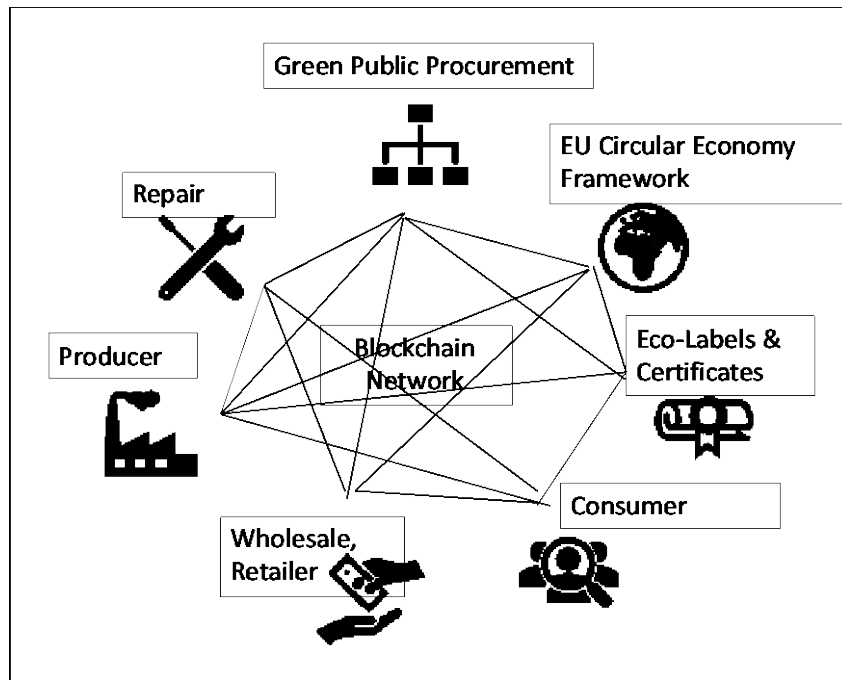 Green Public Procurement
EU Circular Economy
Framework
Repair
Blockchain
Network
Eco-Labels &
Certificates
Producer
Consumer
Wholesale,
Retailer